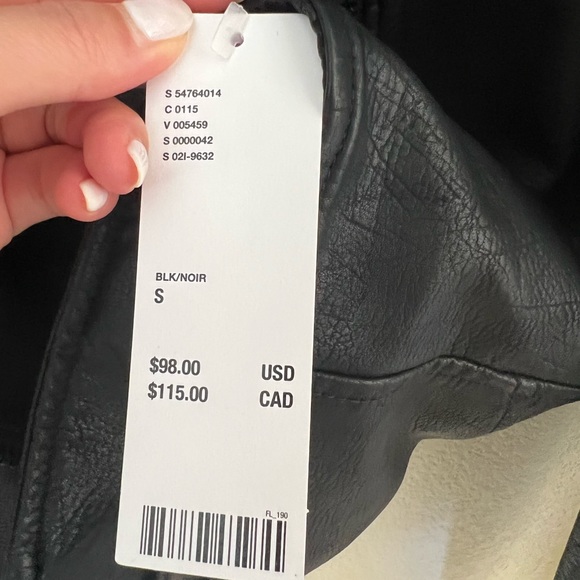 S 54764014
C 0115
V 005459
S 0000042
S 02I-9632
BLK/NOIR
S
$98.00 USD
$115.00 CAD
FL_190